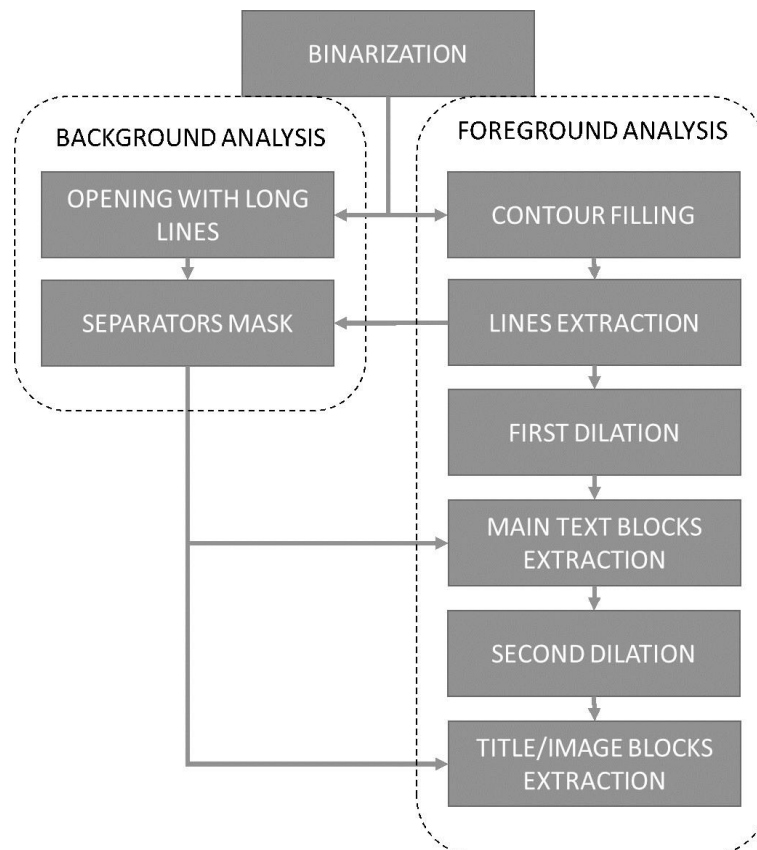 BINARIZATION
BACKGROUND ANALYSIS
OPENING WITH LONG
LINES
SEPARATORS MASK
FOREGROUND ANALYSIS
CONTOUR FILLING
LINES EXTRACTION
FIRST DILATION
MAIN TEXT BLOCKS
EXTRACTION
SECOND DILATION
TITLE/IMAGE BLOCKS
EXTRACTION